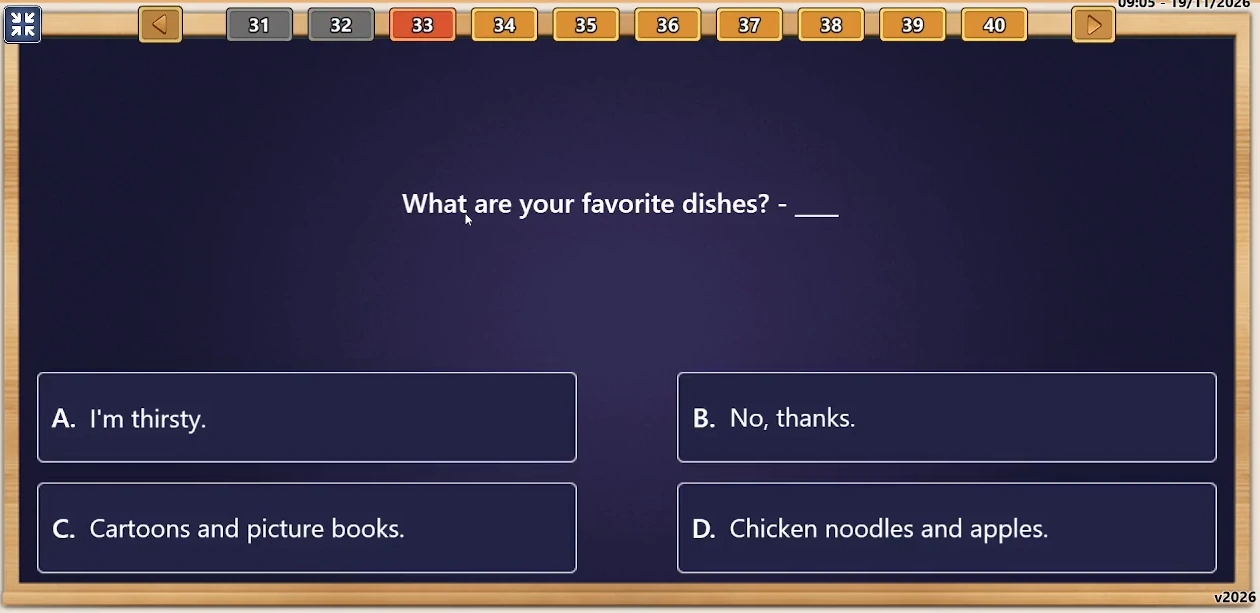 09:05 - 19/11/2026
31 32 33 34 35 36 37 38 39 40
What are your favorite dishes? - ____
A. I'm thirsty.
B. No, thanks.
C. Cartoons and picture books.
D. Chicken noodles and apples.
v2026